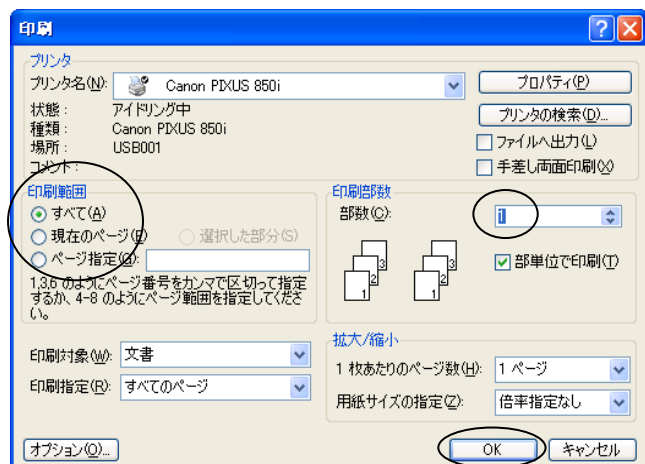 印刷
プリンタ
プリンタ名(N): Canon PIXUS 850i プロパティ(P)
状態: アイドリング中
種類: Canon PIXUS 850i プリンタの検索(D)...
場所: USB001 ファイルへ出力(L)
コメント: 手差し両面印刷(X)
印刷範囲
すべて(A)
現在のページ(E) 選択した部分(S)
ページ指定(G):
1,3,6 のようにページ番号をカンマで区切って指定
するか、4-8 のようにページ範囲を指定してくださ
い。
印刷部数
部数(C): 1
1 2 3 1 2 3 部単位で印刷(T)
印刷対象(W): 文書
印刷指定(R): すべてのページ
拡大/縮小
1 枚あたりのページ数(H): 1 ページ
用紙サイズの指定(Z): 倍率指定なし
オプション(O)... OK キャンセル